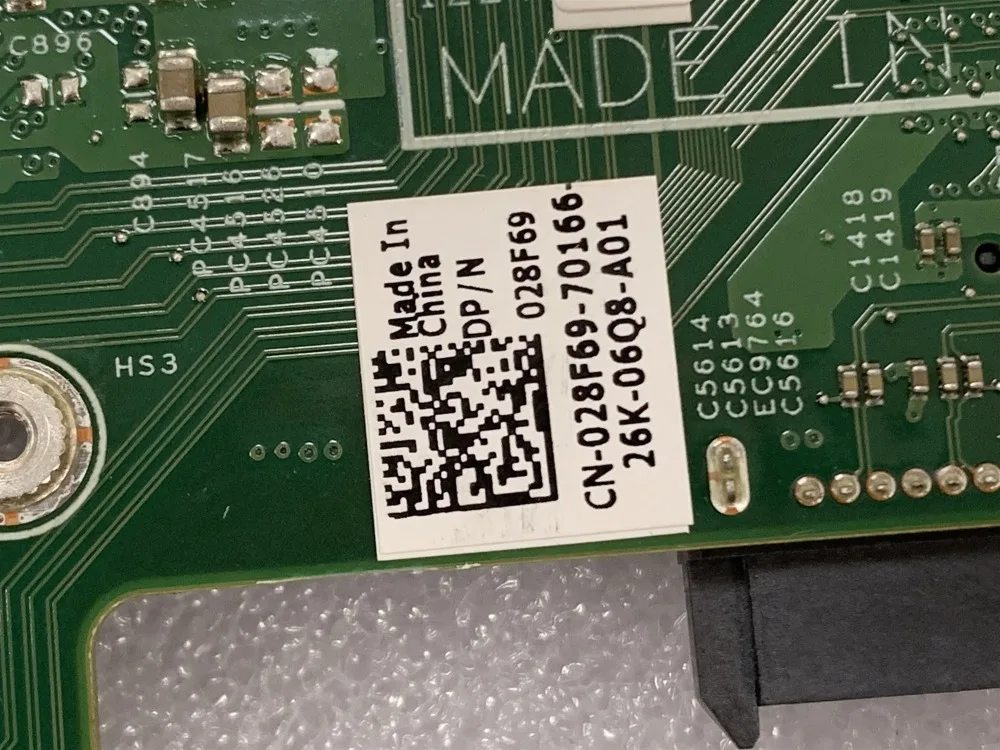 C896
MADE IN
C894
PC4517
PC4516
PC4526
PC4510
HS3
Made In
China
DP/N
028F69
CN-028F69-70166-
26K-06Q8-A01
C5614
C5613
EC9764
C5616
C1418
C1419